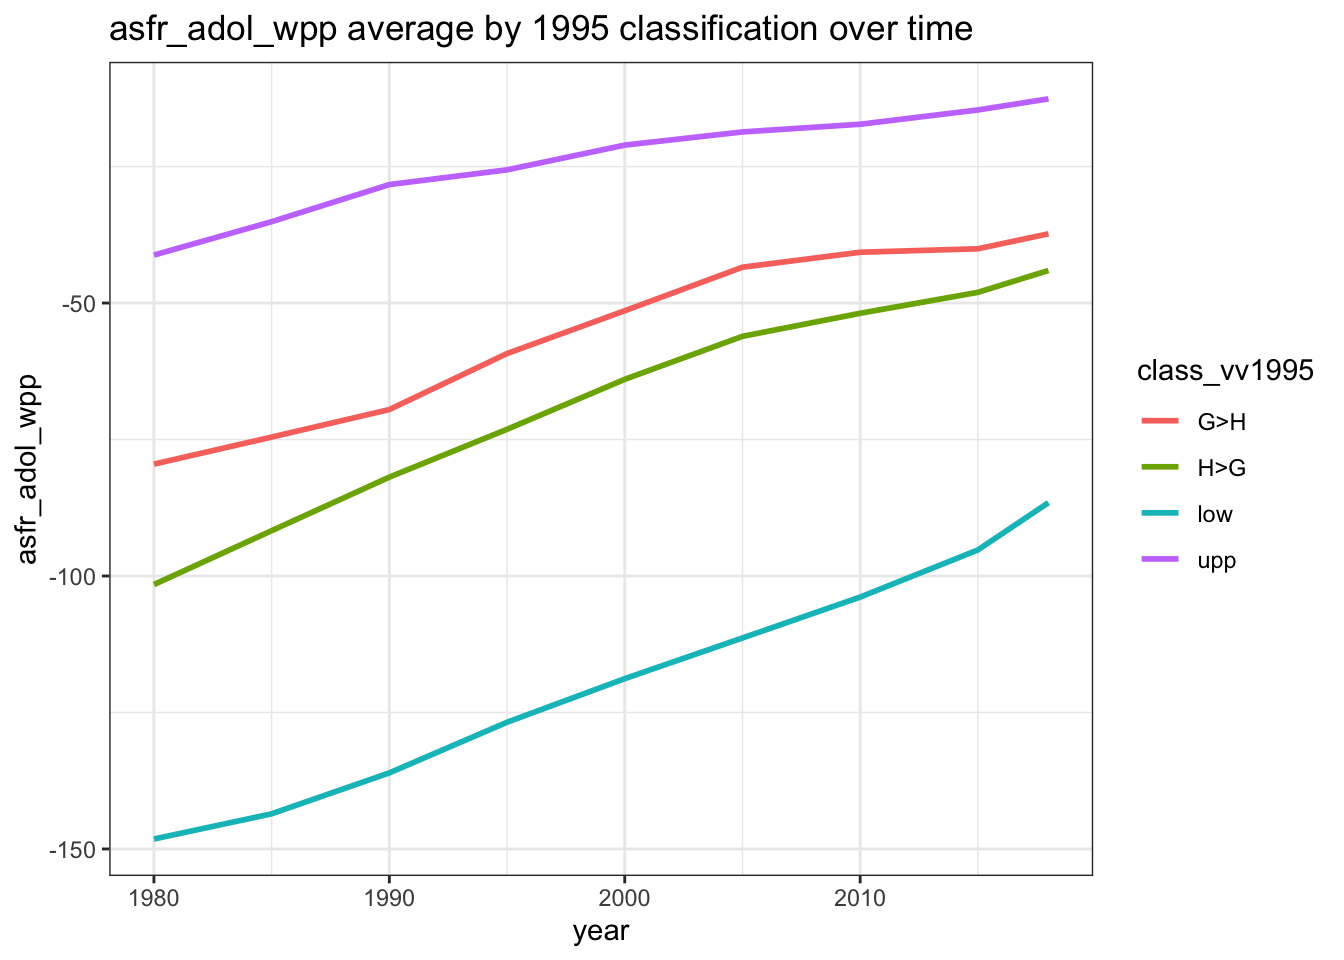 asfr_adol_wpp average by 1995 classification over time
asfr_adol_wpp
-50
-100
-150
1980 1990 2000 2010
year
class_vv1995
G>H
H>G
low
upp